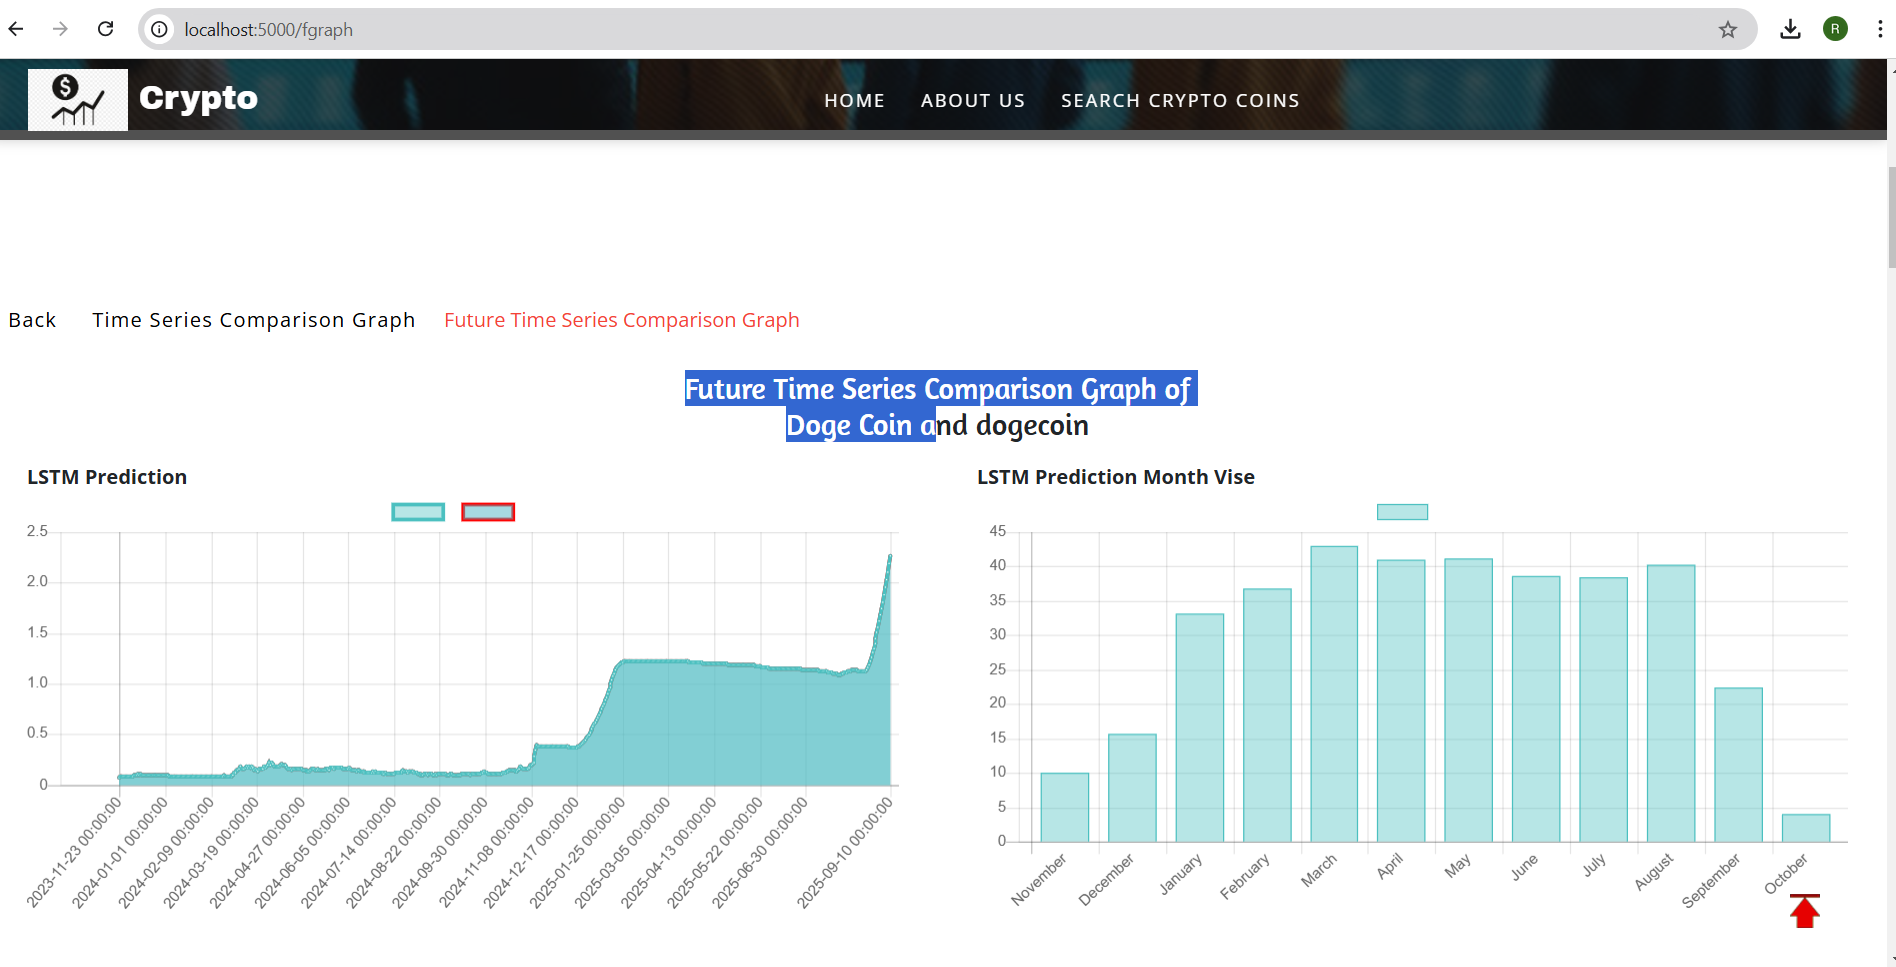 localhost:5000/fgraph
R
$
Crypto
HOME ABOUT US SEARCH CRYPTO COINS
Back Time Series Comparison Graph Future Time Series Comparison Graph
Future Time Series Comparison Graph of
Doge Coin and dogecoin
LSTM Prediction
2.5
2.0
1.5
1.0
0.5
0
2023-11-23 00:00:00
2024-01-01 00:00:00
2024-02-09 00:00:00
2024-03-19 00:00:00
2024-04-27 00:00:00
2024-06-05 00:00:00
2024-07-14 00:00:00
2024-08-22 00:00:00
2024-09-30 00:00:00
2024-11-08 00:00:00
2024-12-17 00:00:00
2025-01-25 00:00:00
2025-03-05 00:00:00
2025-04-13 00:00:00
2025-05-22 00:00:00
2025-06-30 00:00:00
2025-09-10 00:00:00
LSTM Prediction Month Vise
45
40
35
30
25
20
15
10
5
0
November
December
January
February
March
April
May
June
July
August
September
October